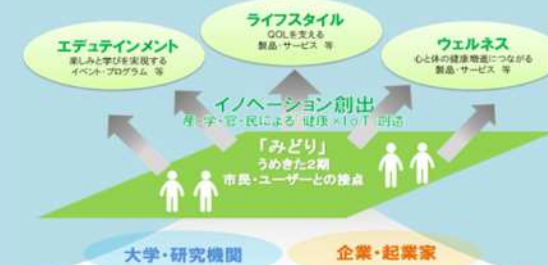 ライフスタイル
QOLを支える
製品・サービス 等
エデュテインメント
楽しみと学びを実現する
イベント・プログラム 等
ウェルネス
心と体の健康増進につながる
製品・サービス 等
イノベーション創出
産・学・官・民による「健康×IoT」創造
「みどり」
うめきた2期
市民・ユーザーとの接点
大学・研究機関
企業・起業家